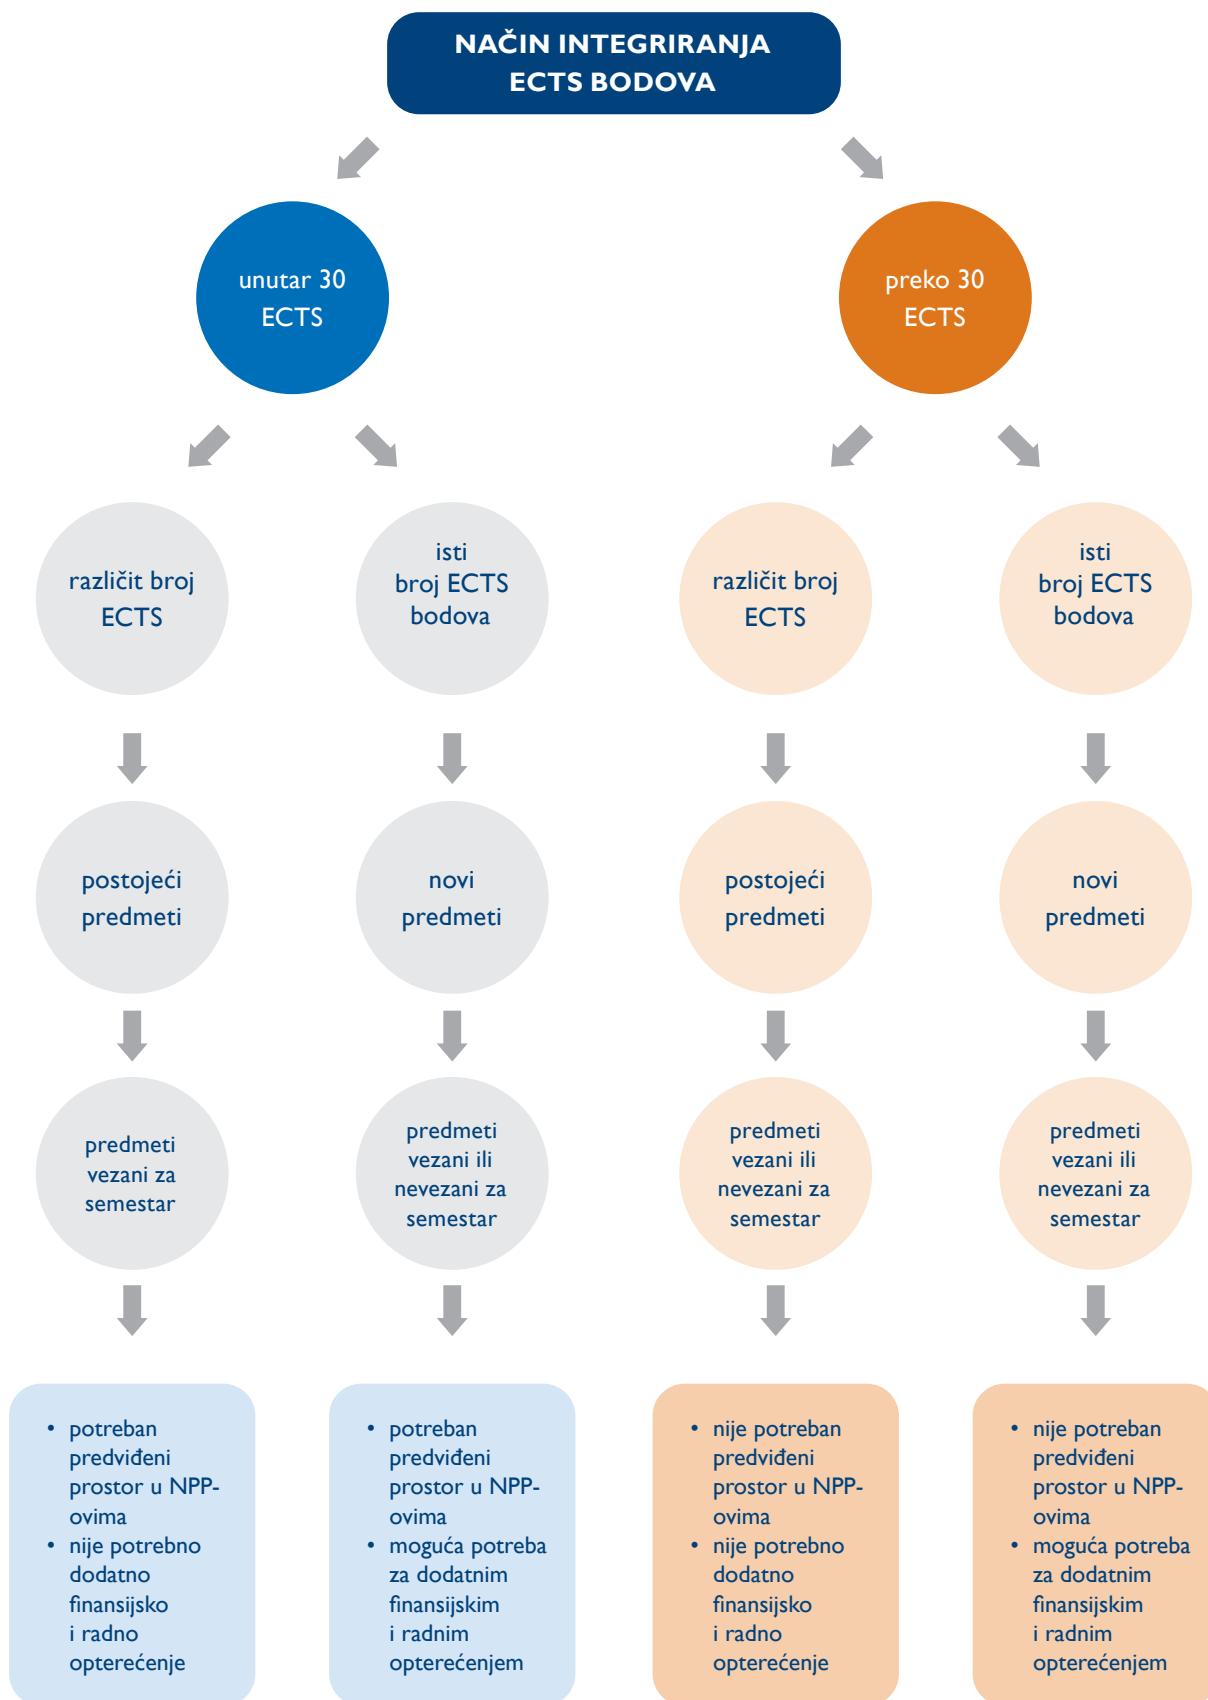 NAČIN INTEGRIRANJA
ECTS BODOVA
unutar 30
ECTS
preko 30
ECTS
različit broj
ECTS
isti
broj ECTS
bodova
različit broj
ECTS
isti
broj ECTS
bodova
postojeći
predmeti
novi
predmeti
postojeći
predmeti
novi
predmeti
predmeti
vezani za
semestar
predmeti
vezani ili
nevezani za
semestar
predmeti
vezani ili
nevezani za
semestar
predmeti
vezani ili
nevezani za
semestar
• potreban
predviđeni
prostor u NPP-
ovima
• nije potrebno
dodatno
finansijsko
i radno
opterećenje
• potreban
predviđeni
prostor u NPP-
ovima
• moguća potreba
za dodatnim
finansijskim
i radnim
opterećenjem
• nije potreban
predviđeni
prostor u NPP-
ovima
• nije potrebno
dodatno
finansijsko
i radno
opterećenje
• nije potreban
predviđeni
prostor u NPP-
ovima
• moguća potreba
za dodatnim
finansijskim
i radnim
opterećenjem